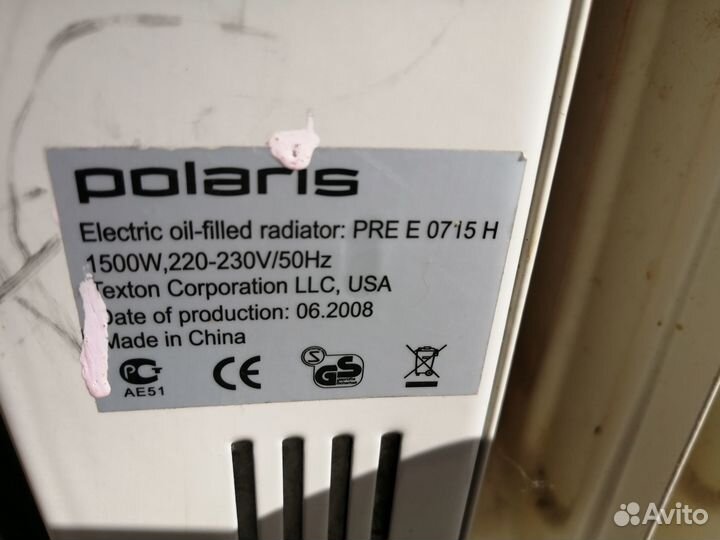 polaris
Electric oil-filled radiator: PRE E 0715 H
1500W,220-230V/50Hz
Texton Corporation LLC, USA
Date of production: 06.2008
Made in China
РС CE S GS
AE51
Avito